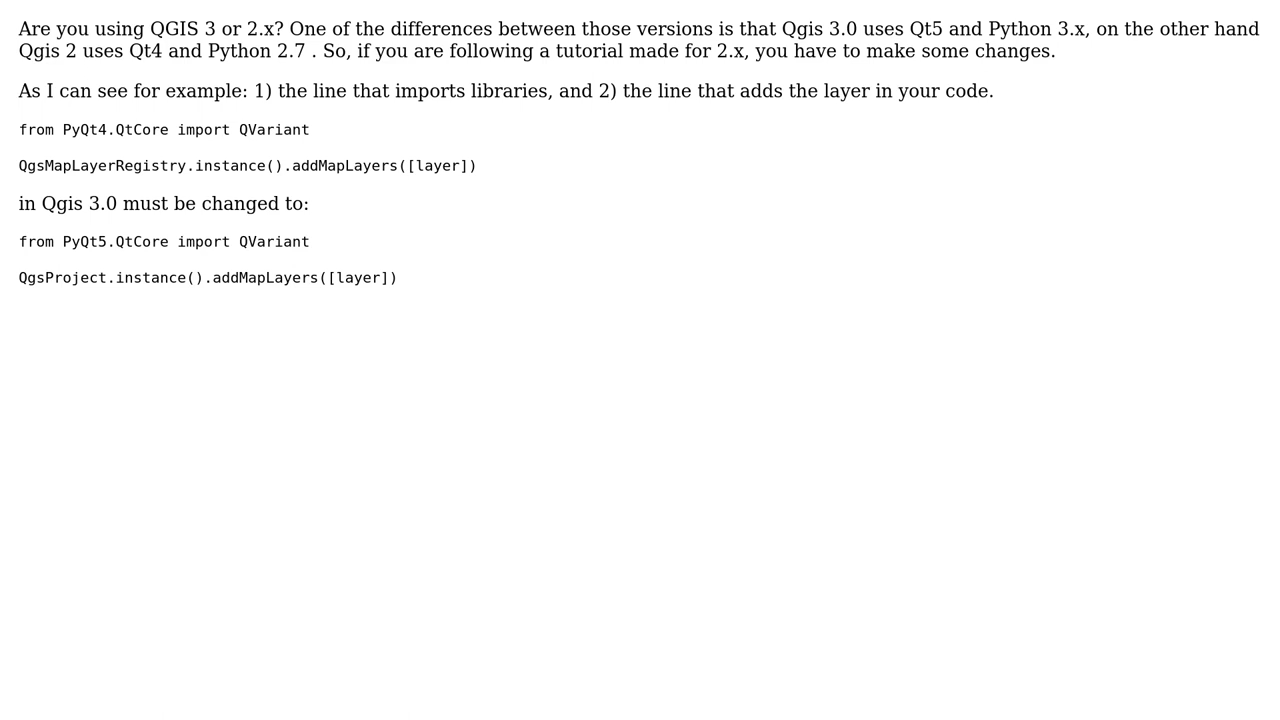 Are you using QGIS 3 or 2.x? One of the differences between those versions is that Qgis 3.0 uses Qt5 and Python 3.x, on the other hand
Qgis 2 uses Qt4 and Python 2.7 . So, if you are following a tutorial made for 2.x, you have to make some changes.
As I can see for example: 1) the line that imports libraries, and 2) the line that adds the layer in your code.
from PyQt4.QtCore import QVariant
QgsMapLayerRegistry.instance().addMapLayers([layer])
in Qgis 3.0 must be changed to:
from PyQt5.QtCore import QVariant
QgsProject.instance().addMapLayers([layer])